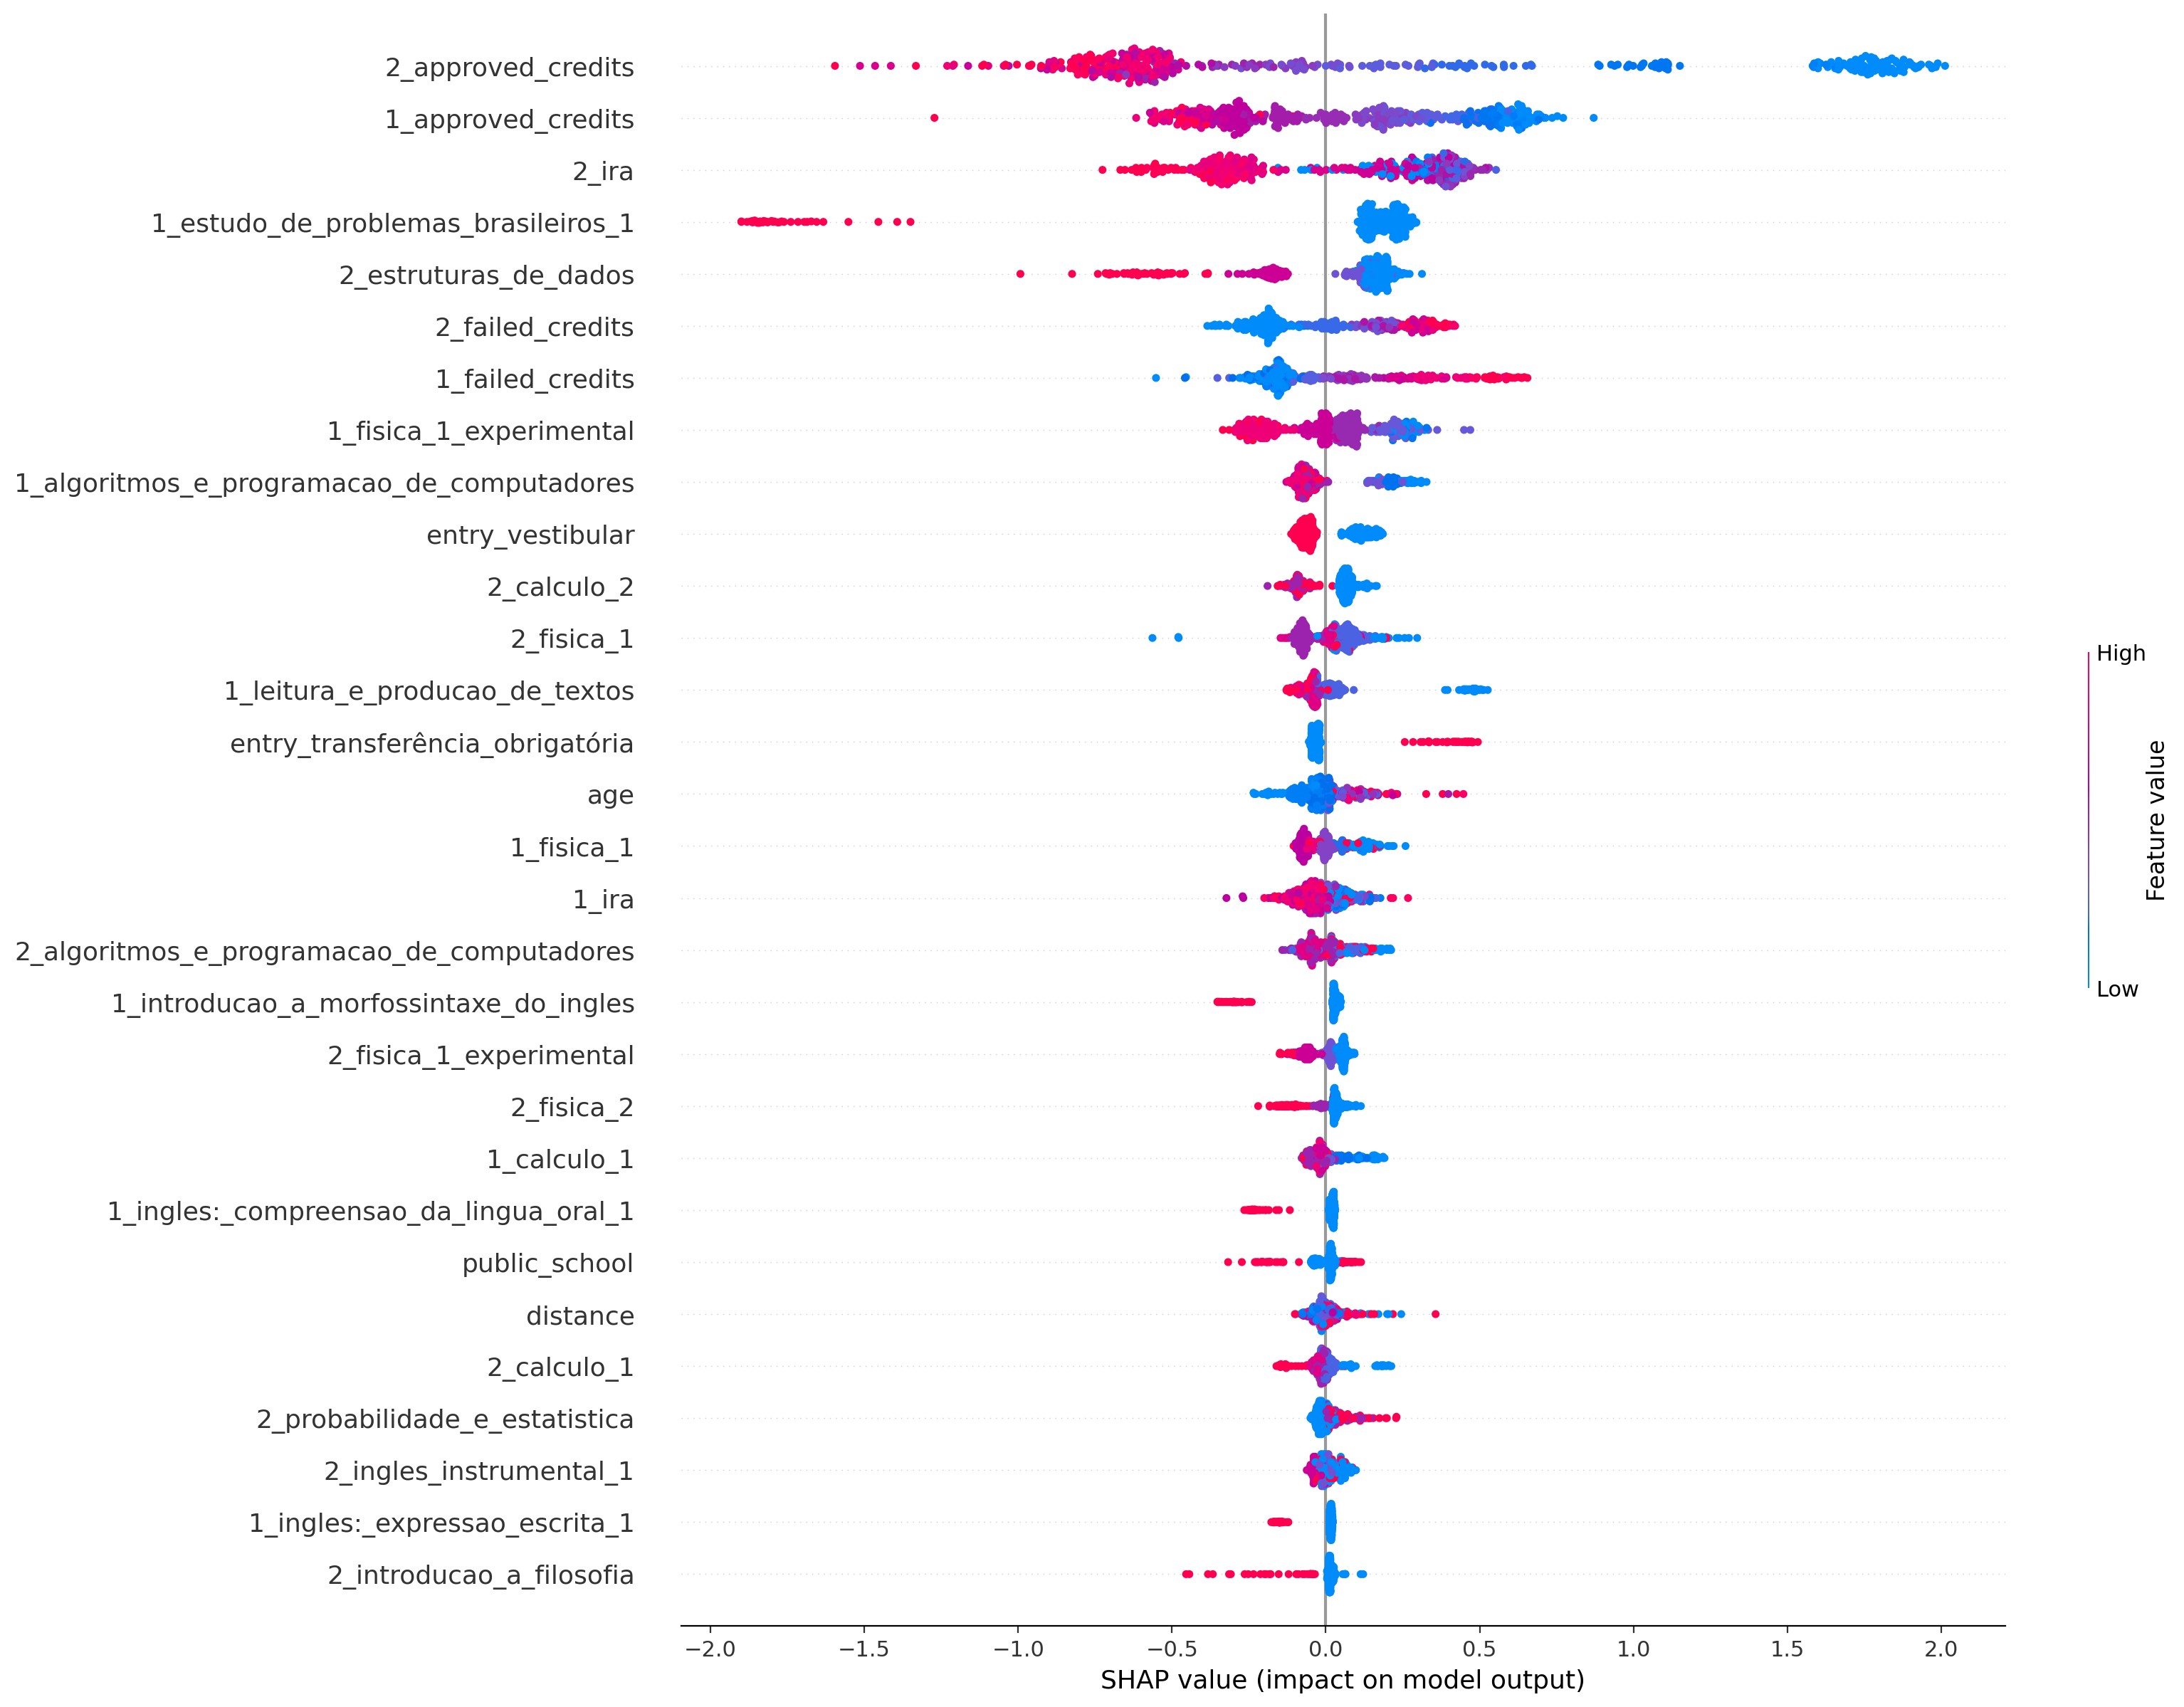 2_approved_credits
1_approved_credits
2_ira
1_estudo_de_problemas_brasileiros_1
2_estruturas_de_dados
2_failed_credits
1_failed_credits
1_fisica_1_experimental
1_algoritmos_e_programacao_de_computadores
entry_vestibular
2_calculo_2
2_fisica_1
1_leitura_e_producao_de_textos
entry_transferência_obrigatória
age
1_fisica_1
1_ira
2_algoritmos_e_programacao_de_computadores
1_introducao_a_morfossintaxe_do_ingles
2_fisica_1_experimental
2_fisica_2
1_calculo_1
1_ingles:_compreensao_da_lingua_oral_1
public_school
distance
2_calculo_1
2_probabilidade_e_estatistica
2_ingles_instrumental_1
1_ingles:_expressao_escrita_1
2_introducao_a_filosofia
−2.0 −1.5 −1.0 −0.5 0.0 0.5 1.0 1.5 2.0
SHAP value (impact on model output)
High
Feature value
Low